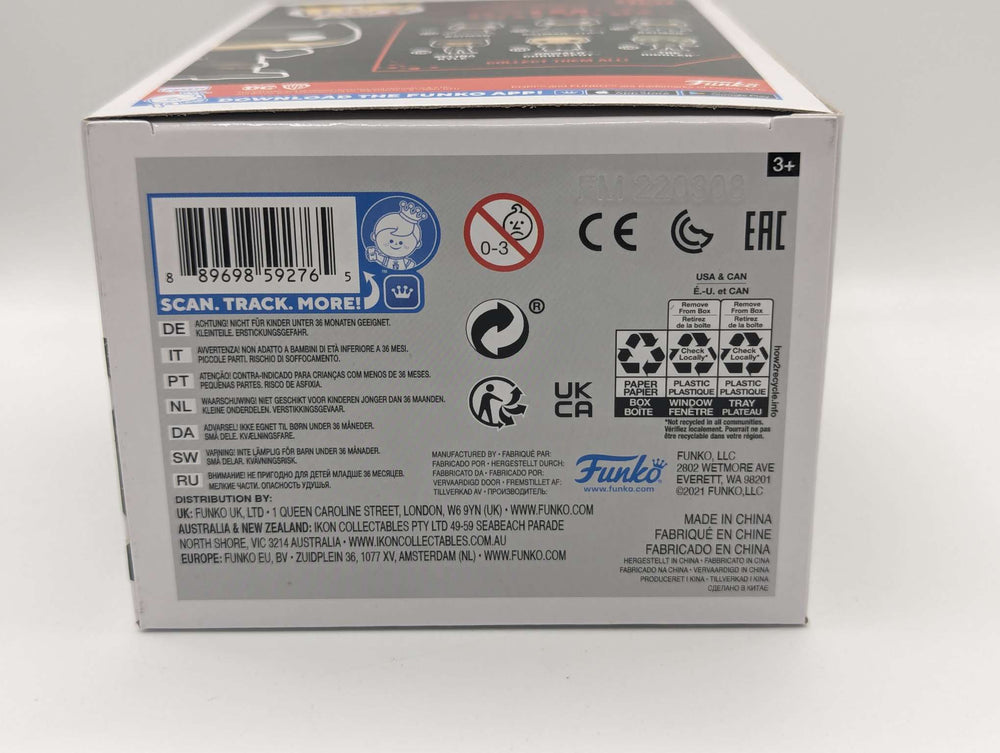 COLLECT THEM ALL!
DC
Funko
DOWNLOAD THE FUNKO APP!
3+
FM 220308
8 89698 59276 5
™
SCAN. TRACK. MORE!
0-3
CE
EAC
®
UK
CA
USA & CAN
É.-U. et CAN
Remove From Box
Retirez de la boîte
Remove From Box
Retirez de la boîte
Check Locally*
Check Locally*
PAPER
PAPIER
BOX
BOÎTE
PLASTIC
PLASTIQUE
WINDOW
FENÊTRE
PLASTIC
PLASTIQUE
TRAY
PLATEAU
how2recycle.info
*Not recycled in all communities.
Vérifiez localement. Pourrait ne pas
être recyclable dans votre région.
DE ACHTUNG! NICHT FÜR KINDER UNTER 36 MONATEN GEEIGNET.
KLEINTEILE. ERSTICKUNGSGEFAHR.
IT AVVERTENZA! NON ADATTO A BAMBINI DI ETÀ INFERIORE A 36 MESI.
PICCOLE PARTI. RISCHIO DI SOFFOCAMENTO.
PT ATENÇÃO! CONTRA-INDICADO PARA CRIANÇAS COM MENOS DE 36 MESES.
PEQUENAS PARTES. RISCO DE ASFIXIA.
NL WAARSCHUWING! NIET GESCHIKT VOOR KINDEREN JONGER DAN 36 MAANDEN.
KLEINE ONDERDELEN. VERSTIKKINGSGEVAAR.
DA ADVARSEL! IKKE EGNET TIL BØRN UNDER 36 MÅNEDER.
SMÅ DELE. KVÆLNINGSFARE.
SW VARNING! INTE LÄMPLIG FÖR BARN UNDER 36 MÅNADER.
SMÅ DELAR. KVÄVNINGSRISK.
RU ВНИМАНИЕ! НЕ ПРИГОДНО ДЛЯ ДЕТЕЙ МЛАДШЕ 36 МЕСЯЦЕВ.
МЕЛКИЕ ЧАСТИ. ОПАСНОСТЬ УДУШЬЯ.
DISTRIBUTION BY:
UK: FUNKO UK, LTD • 1 QUEEN CAROLINE STREET, LONDON, W6 9YN (UK) • WWW.FUNKO.COM
AUSTRALIA & NEW ZEALAND: IKON COLLECTABLES PTY LTD 49-59 SEABEACH PARADE
NORTH SHORE, VIC 3214 AUSTRALIA • WWW.IKONCOLLECTABLES.COM.AU
EUROPE: FUNKO EU, BV • ZUIDPLEIN 36, 1077 XV, AMSTERDAM (NL) • WWW.FUNKO.COM
MANUFACTURED BY • FABRIQUÉ PAR:
FABRICADO POR • HERGESTELLT DURCH:
FABBRICATO DA • FABRICADO POR:
VERVAARDIGD DOOR • FREMSTILLET AF:
TILLVERKAD AV • ПРОИЗВОДИТЕЛЬ:
Funko
www.funko.com
FUNKO, LLC
2802 WETMORE AVE
EVERETT, WA 98201
©2021 FUNKO,LLC
MADE IN CHINA
FABRIQUÉ EN CHINE
FABRICADO EN CHINA
HERGESTELLT IN CHINA • FABBRICATO IN CINA
FABRICADO NA CHINA • VERVAARDIGD IN CHINA
PRODUCERET I KINA • TILLVERKAD I KINA
СДЕЛАНО В КИТАЕ